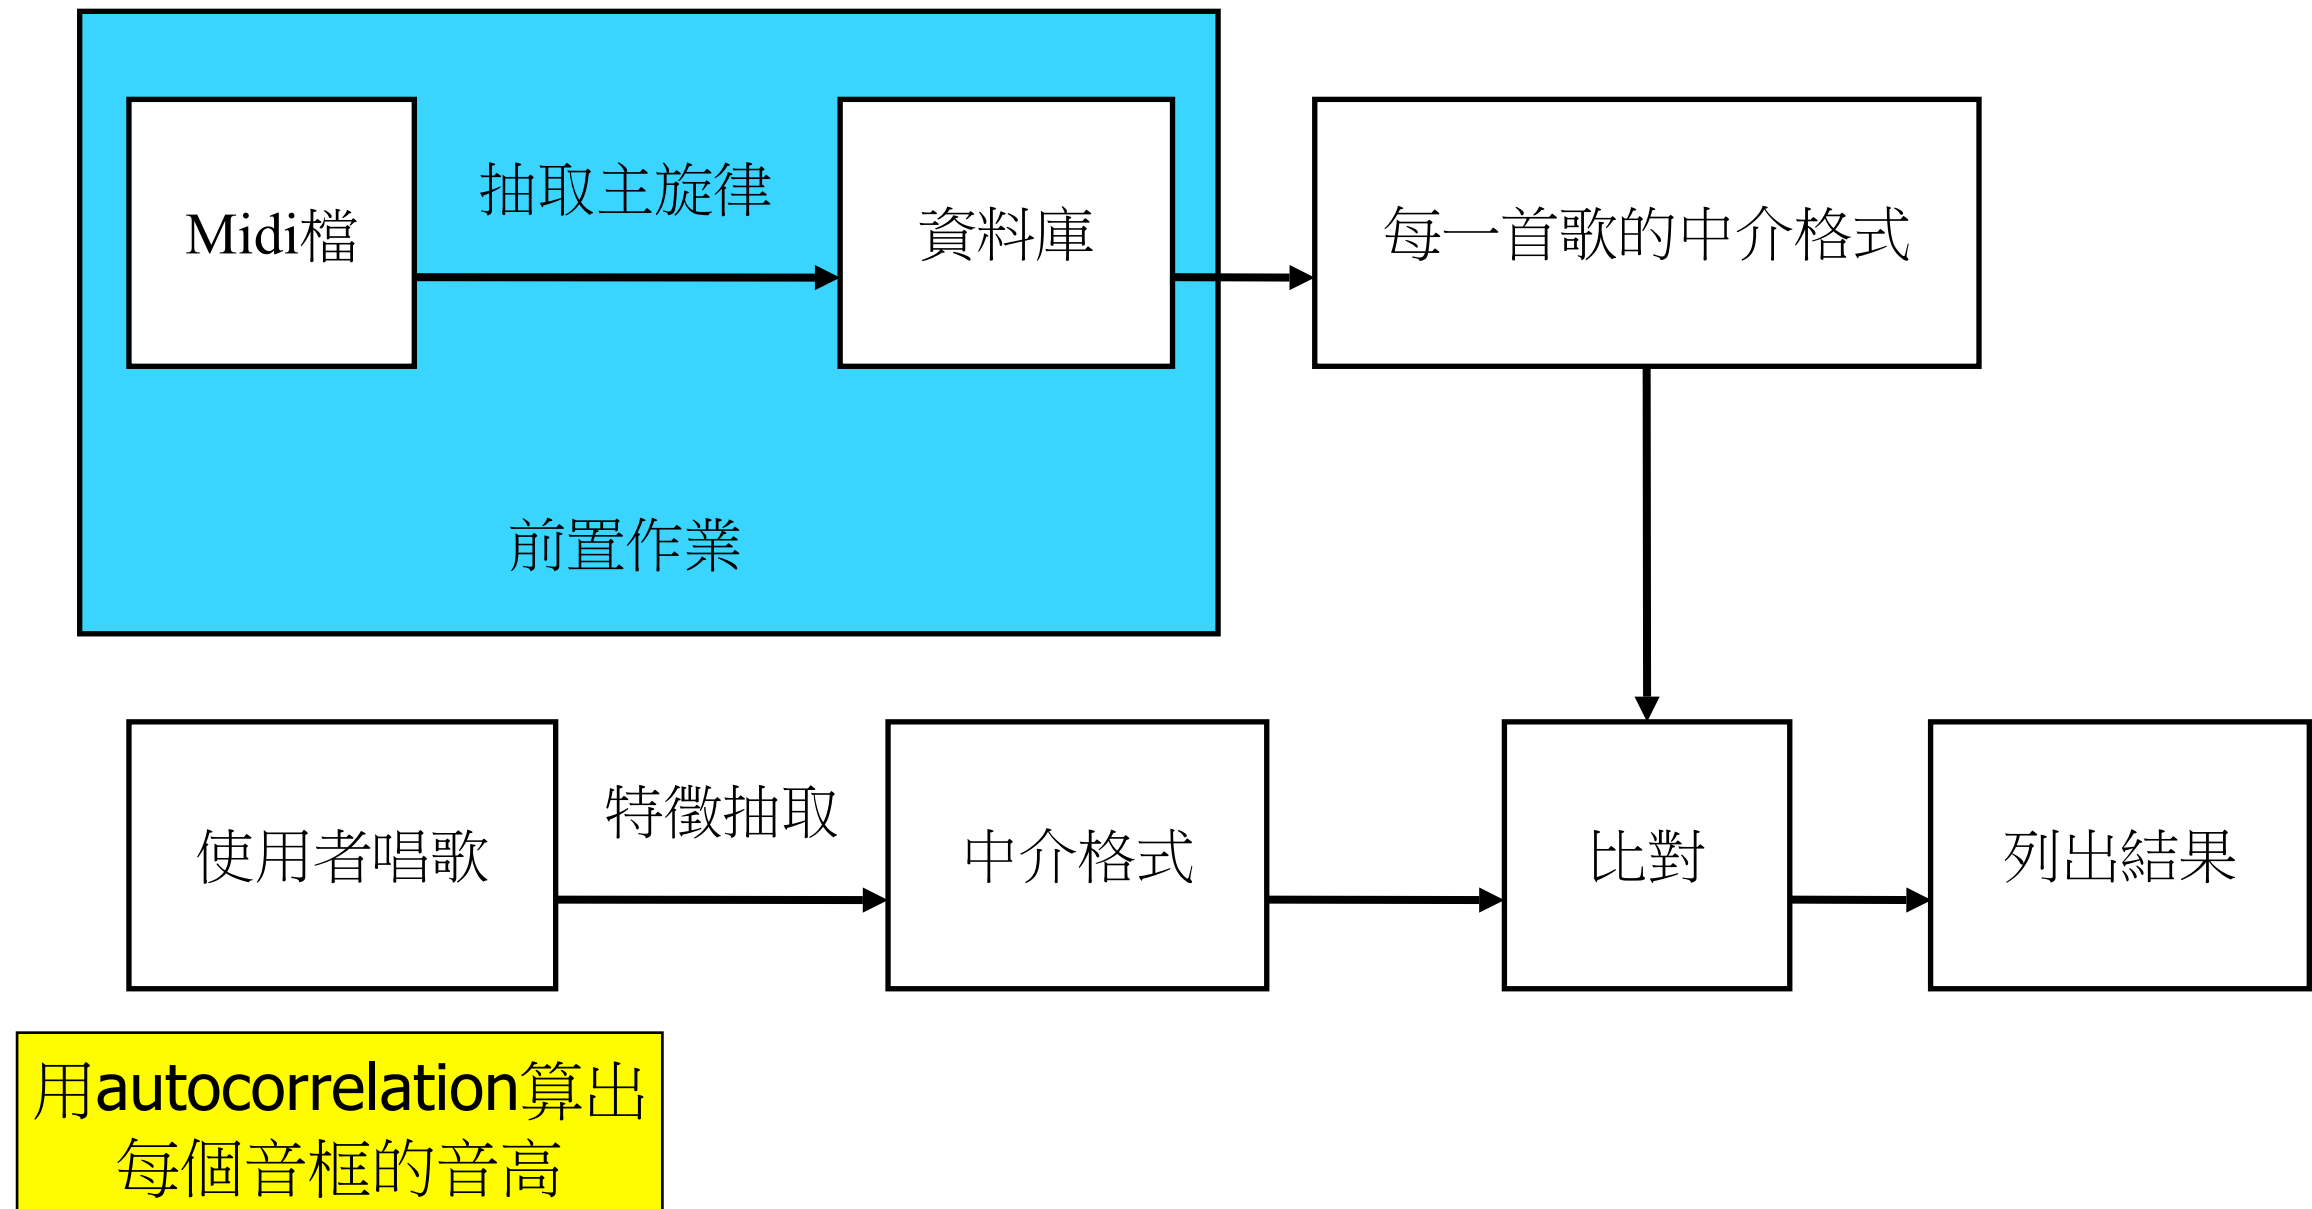 Midi檔
抽取主旋律
資料庫
每一首歌的中介格式
前置作業
使用者唱歌
特徵抽取
中介格式
比對
列出結果
用autocorrelation算出
每個音框的音高